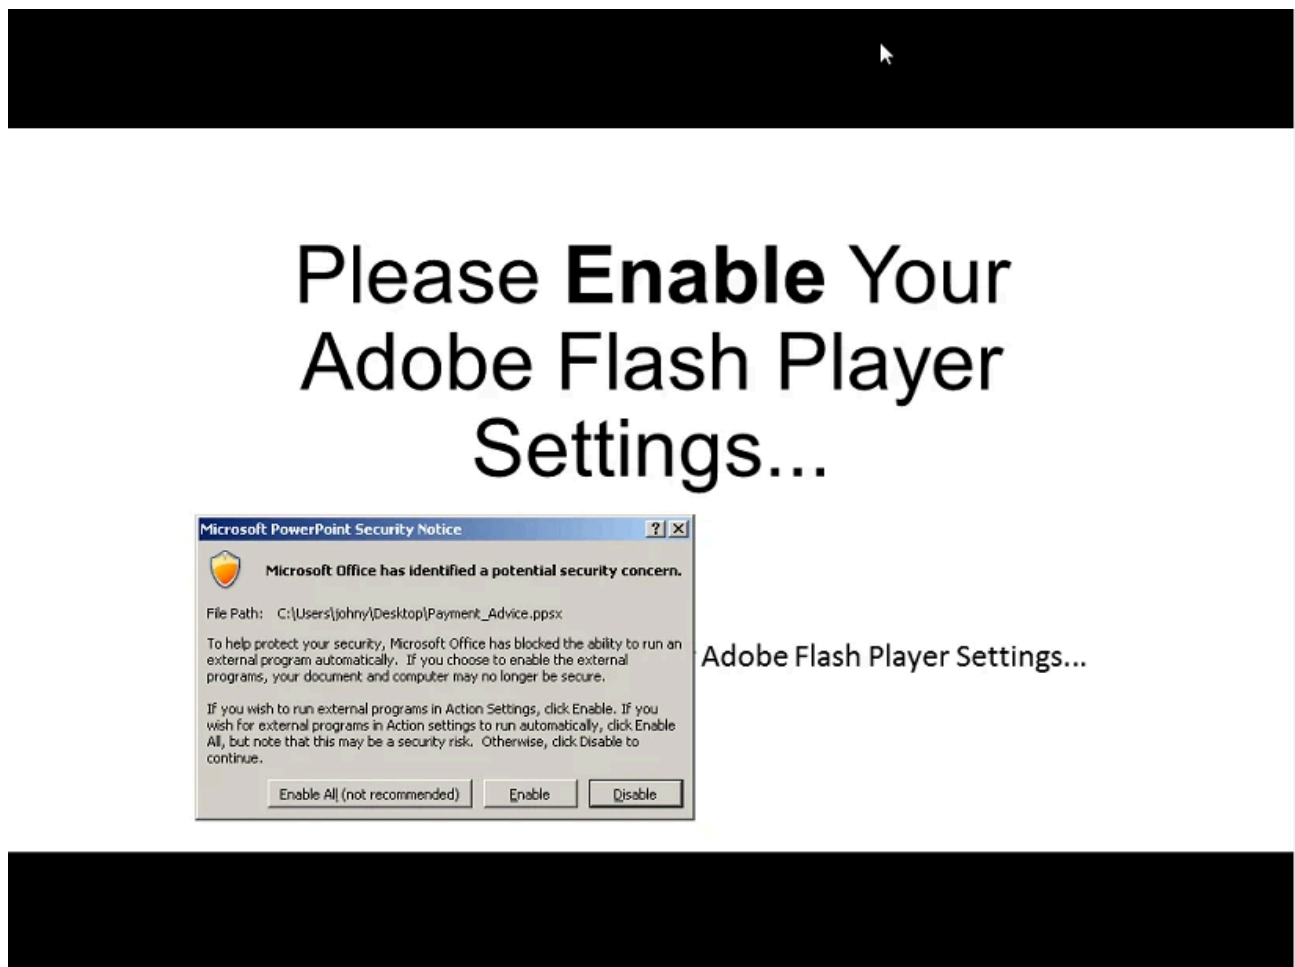 Please Enable Your
Adobe Flash Player
Settings...
Microsoft PowerPoint Security Notice
Microsoft Office has identified a potential security concern.
File Path: C:\Users\johny\Desktop\Payment_Advice.ppsx
To help protect your security, Microsoft Office has blocked the ability to run an
external program automatically. If you choose to enable the external
programs, your document and computer may no longer be secure.
Adobe Flash Player Settings...
If you wish to run external programs in Action Settings, click Enable. If you
wish for external programs in Action settings to run automatically, click Enable
All, but note that this may be a security risk. Otherwise, click Disable to
continue.
Enable All (not recommended)
Enable
Disable